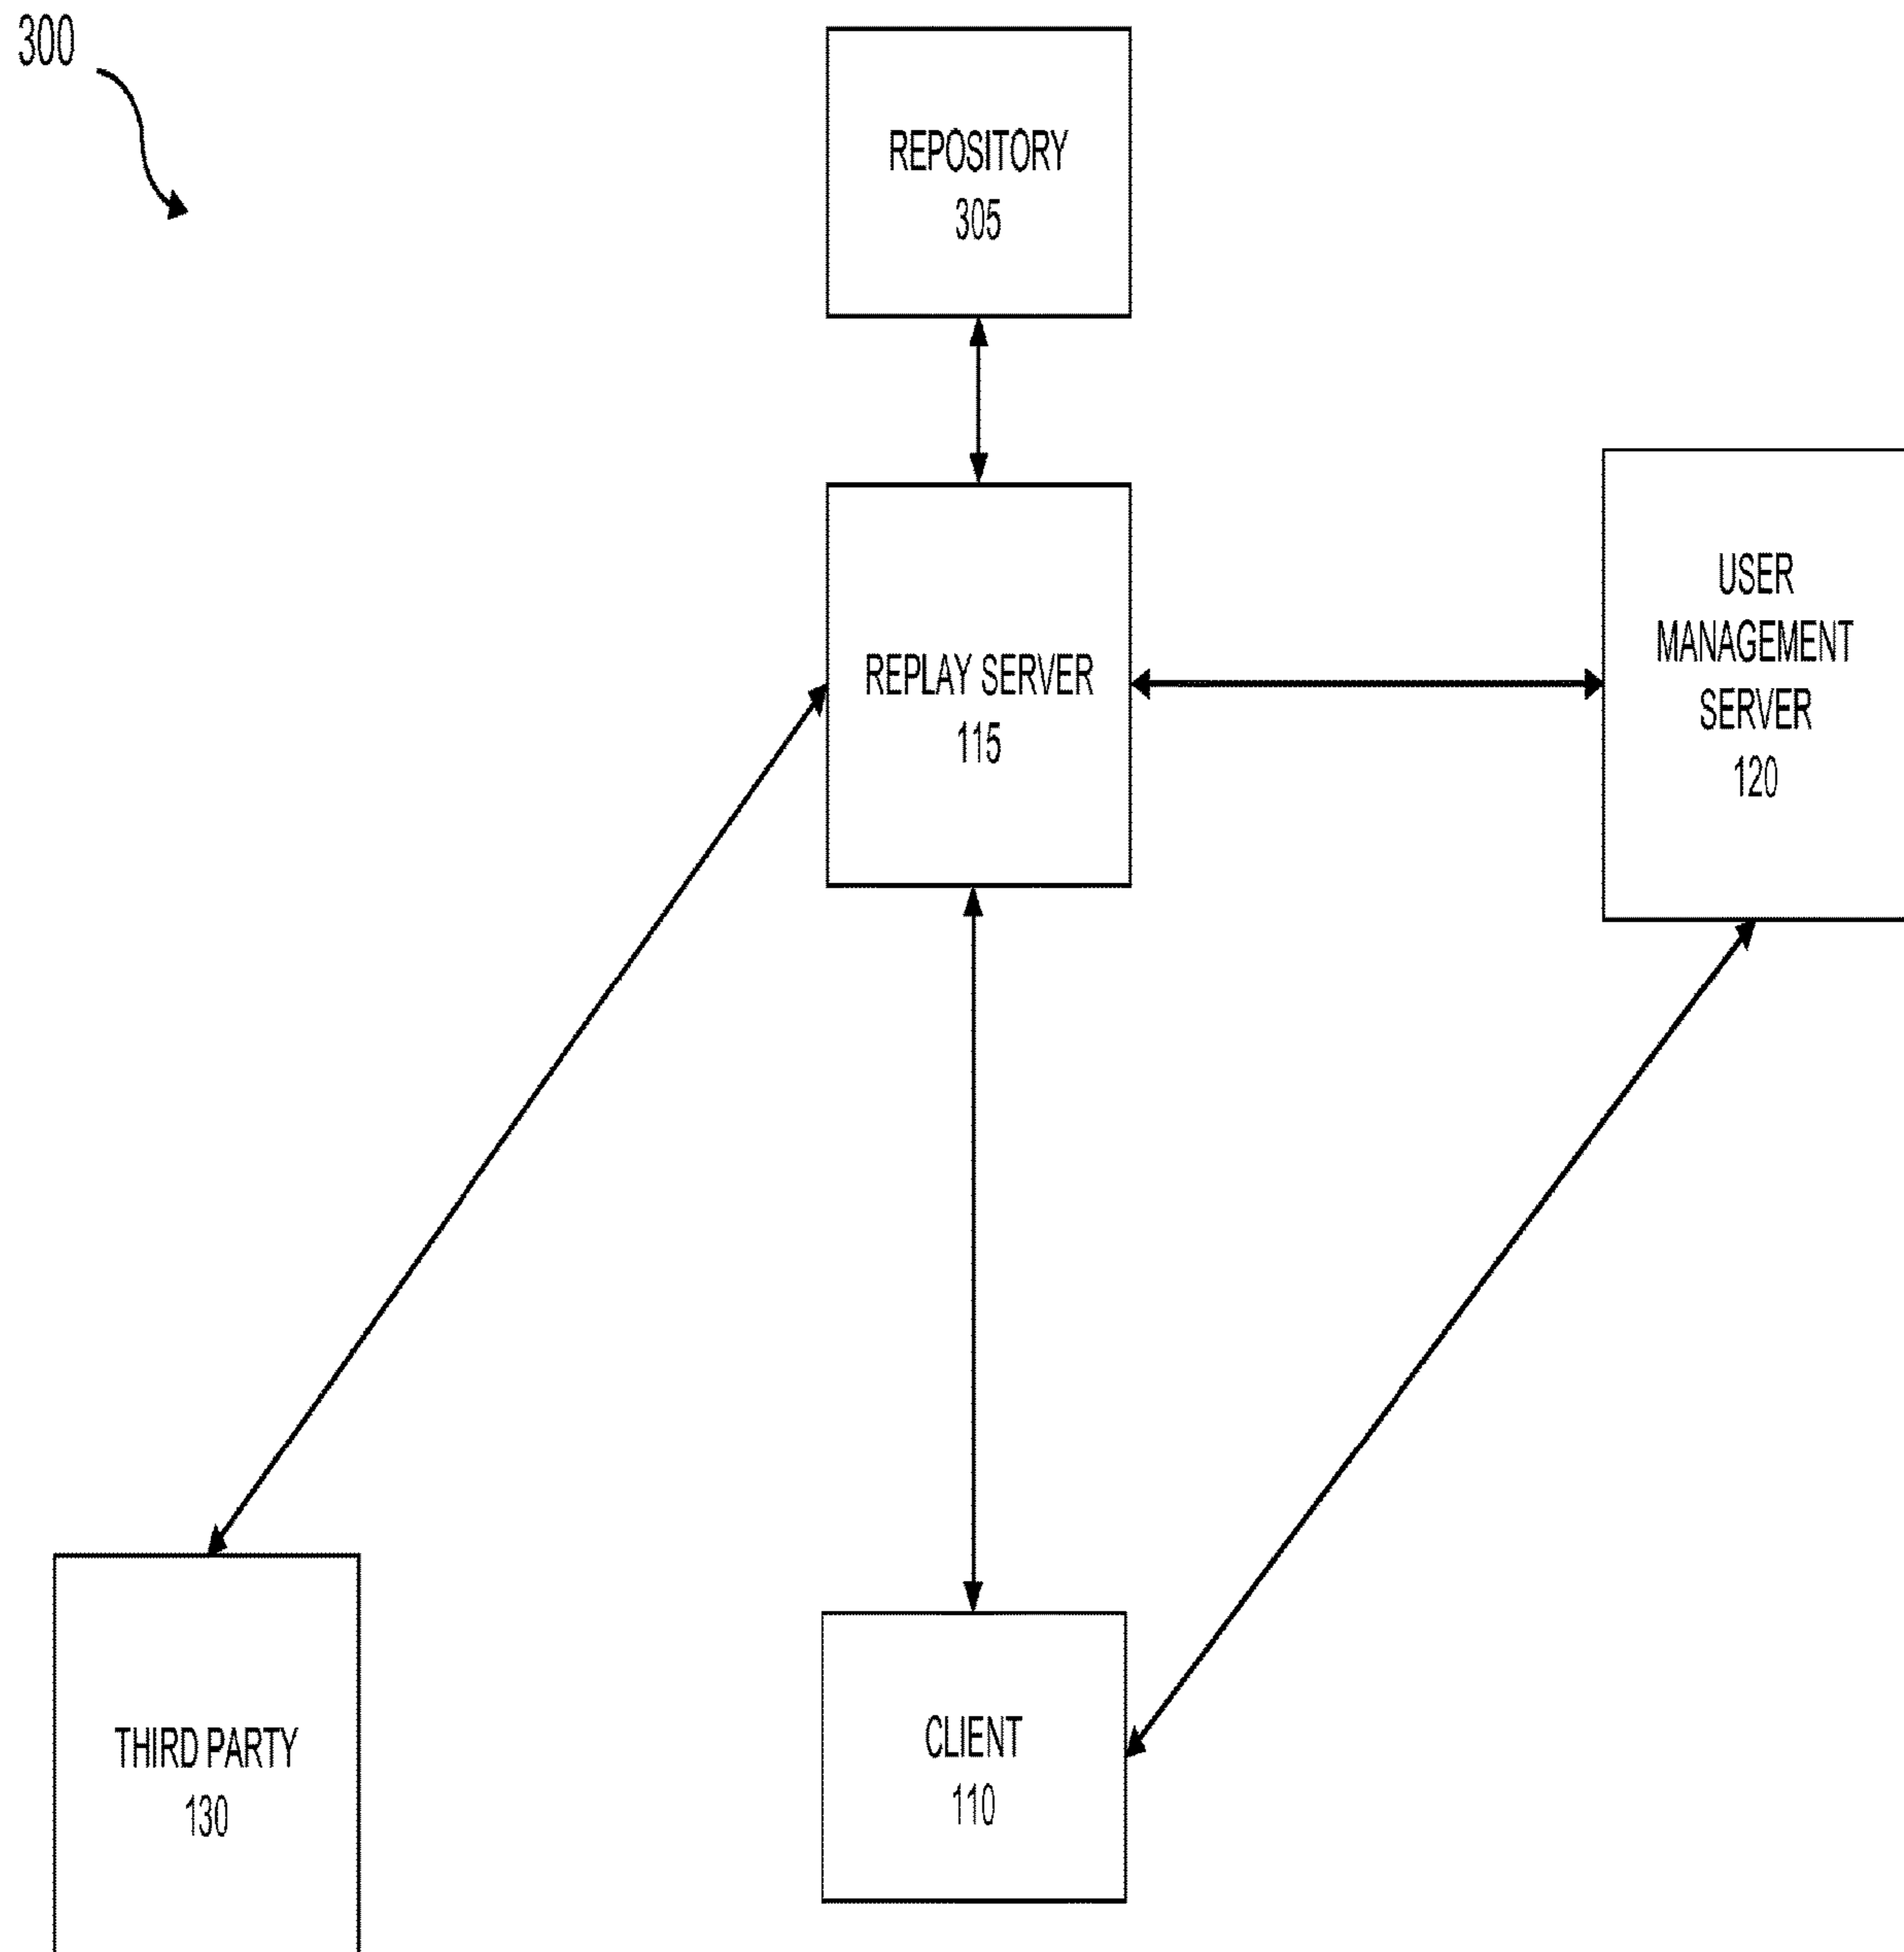 300
REPOSITORY
305
REPLAY SERVER
115
USER
MANAGEMENT
SERVER
120
THIRD PARTY
130
CLIENT
110